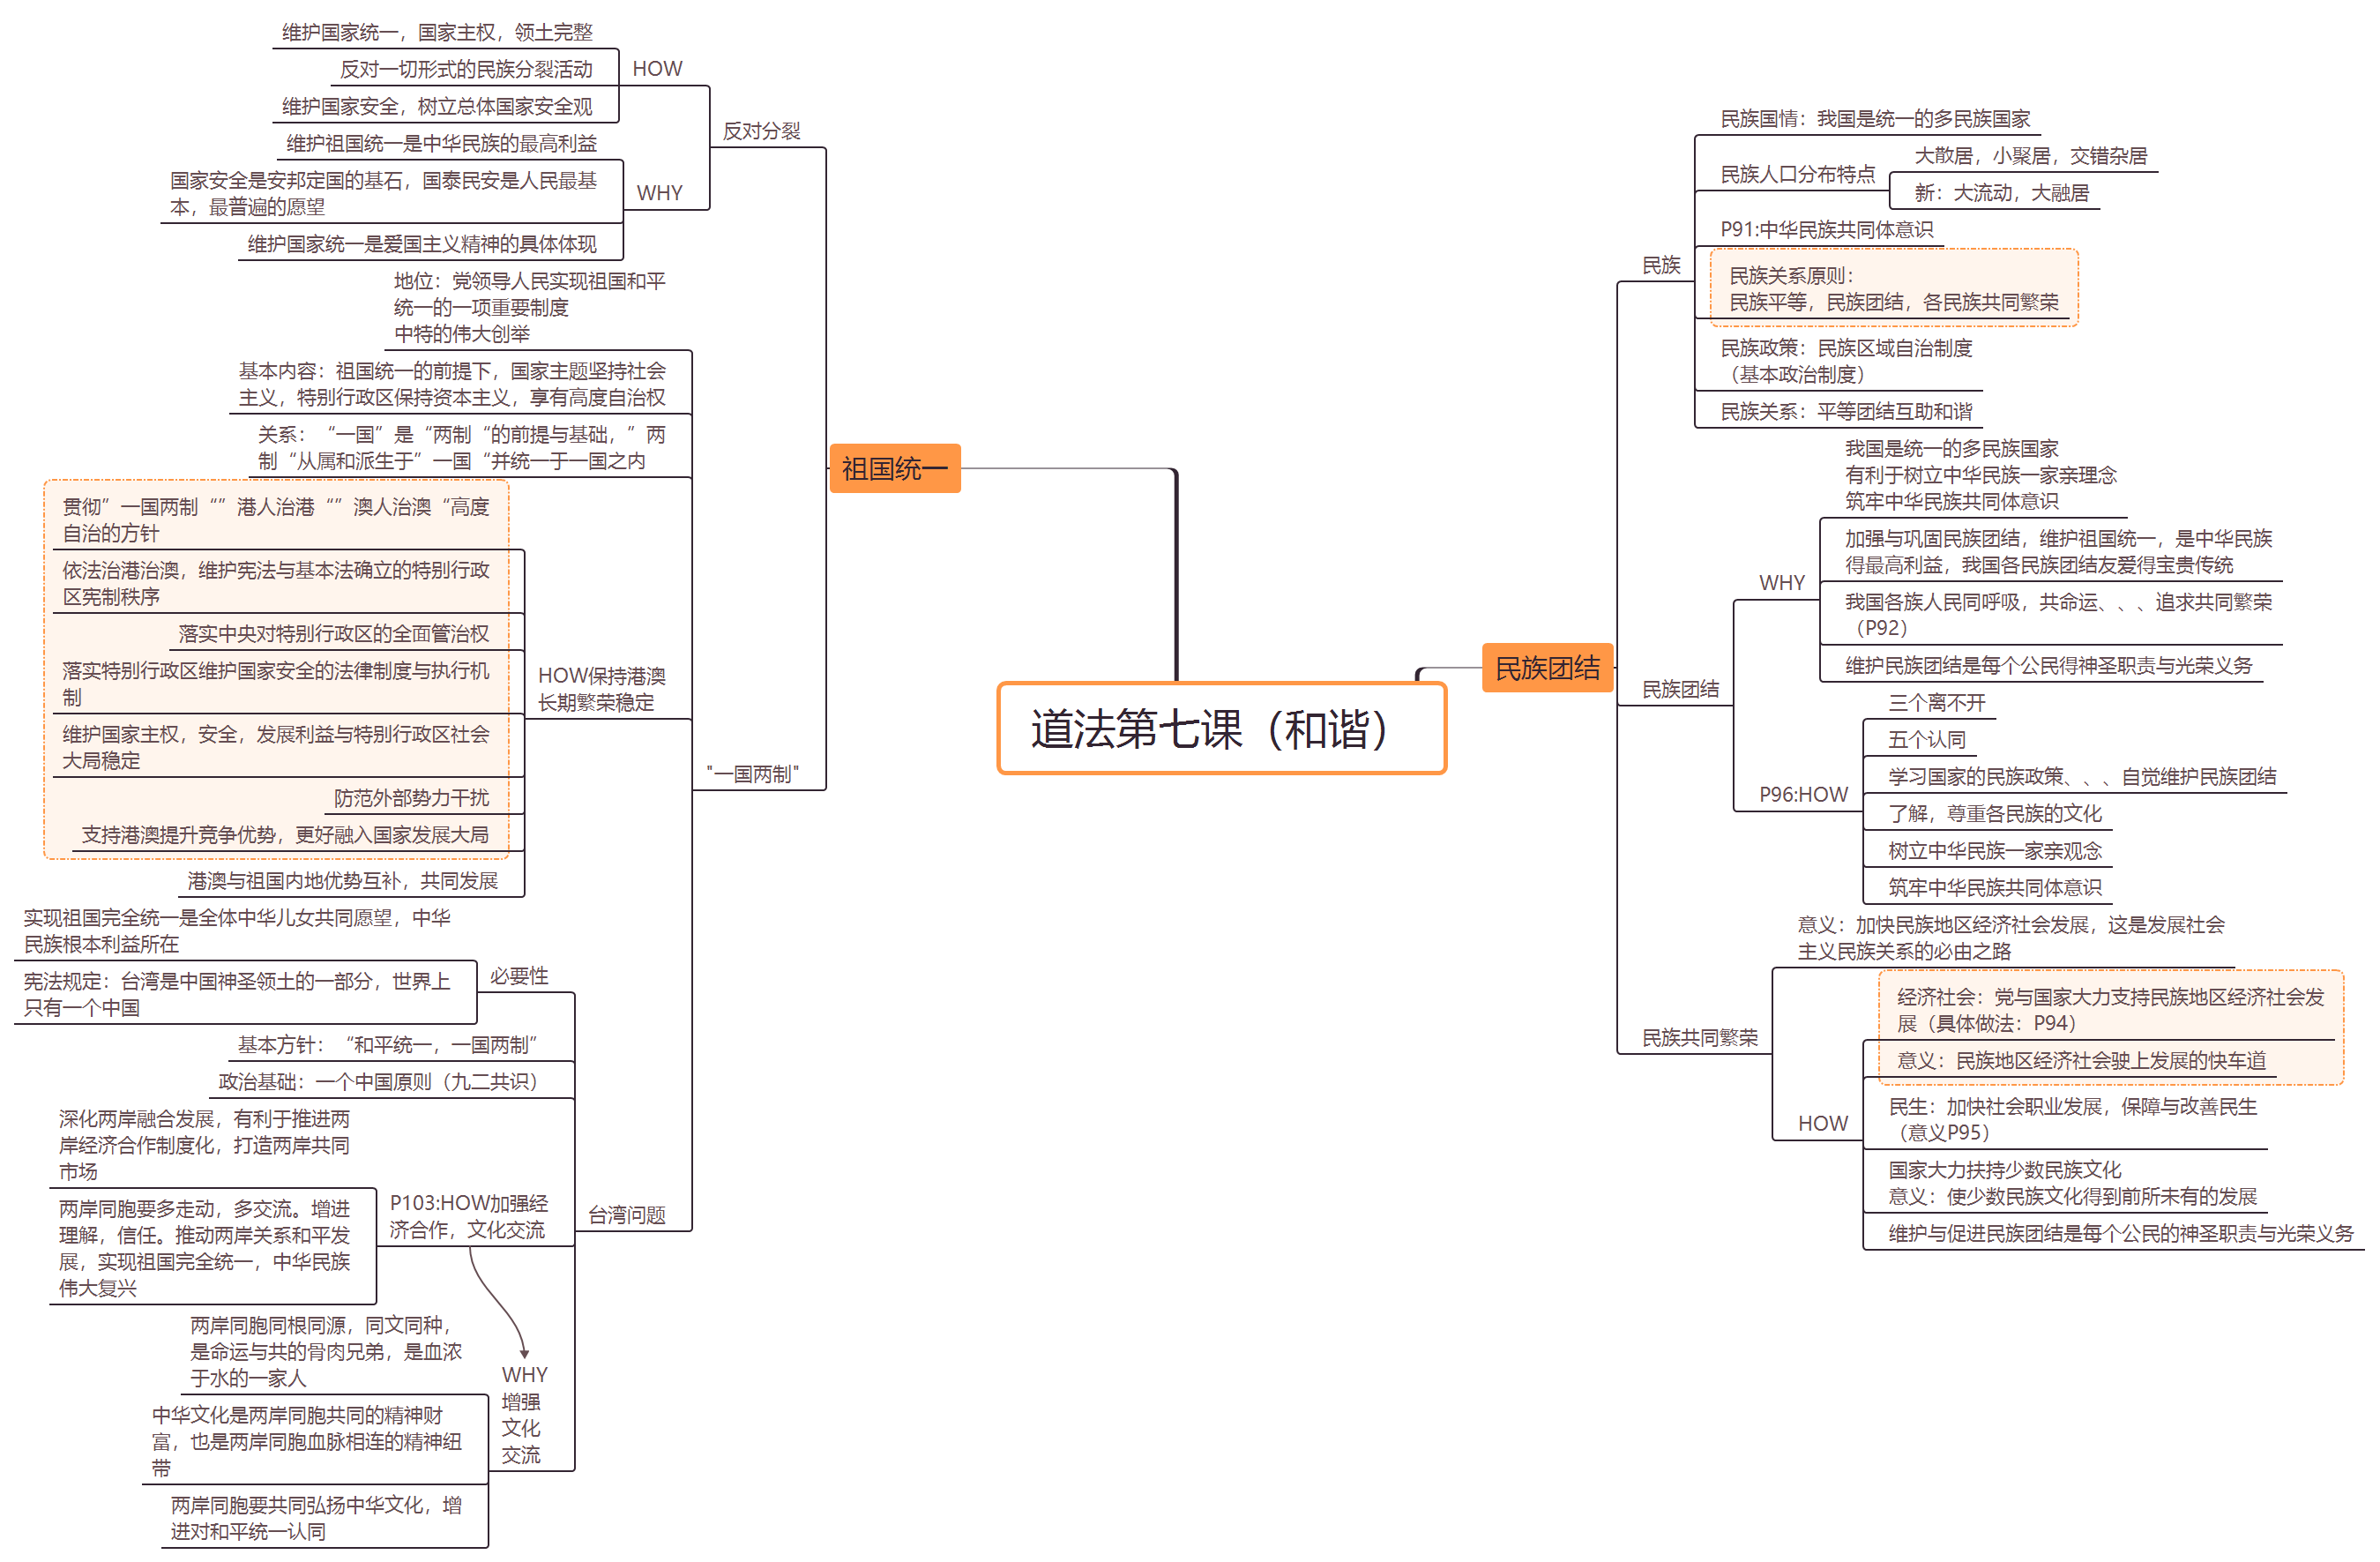 道法第七课（和谐）
民族团结
民族
民族国情：我国是统一的多民族国家
民族人口分布特点
大散居，小聚居，交错杂居
新：大流动，大融居
P91:中华民族共同体意识
民族关系原则：
民族平等，民族团结，各民族共同繁荣
民族政策：民族区域自治制度
（基本政治制度）
民族关系：平等团结互助和谐
民族团结
WHY
我国是统一的多民族国家
有利于树立中华民族一家亲理念
筑牢中华民族共同体意识
加强与巩固民族团结，维护祖国统一，是中华民族
得最高利益，我国各民族团结友爱得宝贵传统
我国各族人民同呼吸，共命运、、、追求共同繁荣
（P92）
维护民族团结是每个公民得神圣职责与光荣义务
P96:HOW
三个离不开
五个认同
学习国家的民族政策、、、自觉维护民族团结
了解，尊重各民族的文化
树立中华民族一家亲观念
筑牢中华民族共同体意识
民族共同繁荣
意义：加快民族地区经济社会发展，这是发展社会
主义民族关系的必由之路
HOW
经济社会：党与国家大力支持民族地区经济社会发
展（具体做法：P94）
意义：民族地区经济社会驶上发展的快车道
民生：加快社会职业发展，保障与改善民生
（意义P95）
国家大力扶持少数民族文化
意义：使少数民族文化得到前所未有的发展
维护与促进民族团结是每个公民的神圣职责与光荣义务
祖国统一
反对分裂
HOW
维护国家统一，国家主权，领土完整
反对一切形式的民族分裂活动
维护国家安全，树立总体国家安全观
WHY
维护祖国统一是中华民族的最高利益
国家安全是安邦定国的基石，国泰民安是人民最基
本，最普遍的愿望
维护国家统一是爱国主义精神的具体体现
"一国两制"
地位：党领导人民实现祖国和平
统一的一项重要制度
中特的伟大创举
基本内容：祖国统一的前提下，国家主题坚持社会
主义，特别行政区保持资本主义，享有高度自治权
关系：“一国”是“两制“的前提与基础，”两
制“从属和派生于”一国“并统一于一国之内
HOW保持港澳
长期繁荣稳定
贯彻”一国两制“”港人治港“”澳人治澳“高度
自治的方针
依法治港治澳，维护宪法与基本法确立的特别行政
区宪制秩序
落实中央对特别行政区的全面管治权
落实特别行政区维护国家安全的法律制度与执行机
制
维护国家主权，安全，发展利益与特别行政区社会
大局稳定
防范外部势力干扰
支持港澳提升竞争优势，更好融入国家发展大局
港澳与祖国内地优势互补，共同发展
台湾问题
必要性
实现祖国完全统一是全体中华儿女共同愿望，中华
民族根本利益所在
宪法规定：台湾是中国神圣领土的一部分，世界上
只有一个中国
基本方针：“和平统一，一国两制”
政治基础：一个中国原则（九二共识）
P103:HOW加强经
济合作，文化交流
深化两岸融合发展，有利于推进两
岸经济合作制度化，打造两岸共同
市场
两岸同胞要多走动，多交流。增进
理解，信任。推动两岸关系和平发
展，实现祖国完全统一，中华民族
伟大复兴
WHY
增强
文化
交流
两岸同胞同根同源，同文同种，
是命运与共的骨肉兄弟，是血浓
于水的一家人
中华文化是两岸同胞共同的精神财
富，也是两岸同胞血脉相连的精神纽
带
两岸同胞要共同弘扬中华文化，增
进对和平统一认同